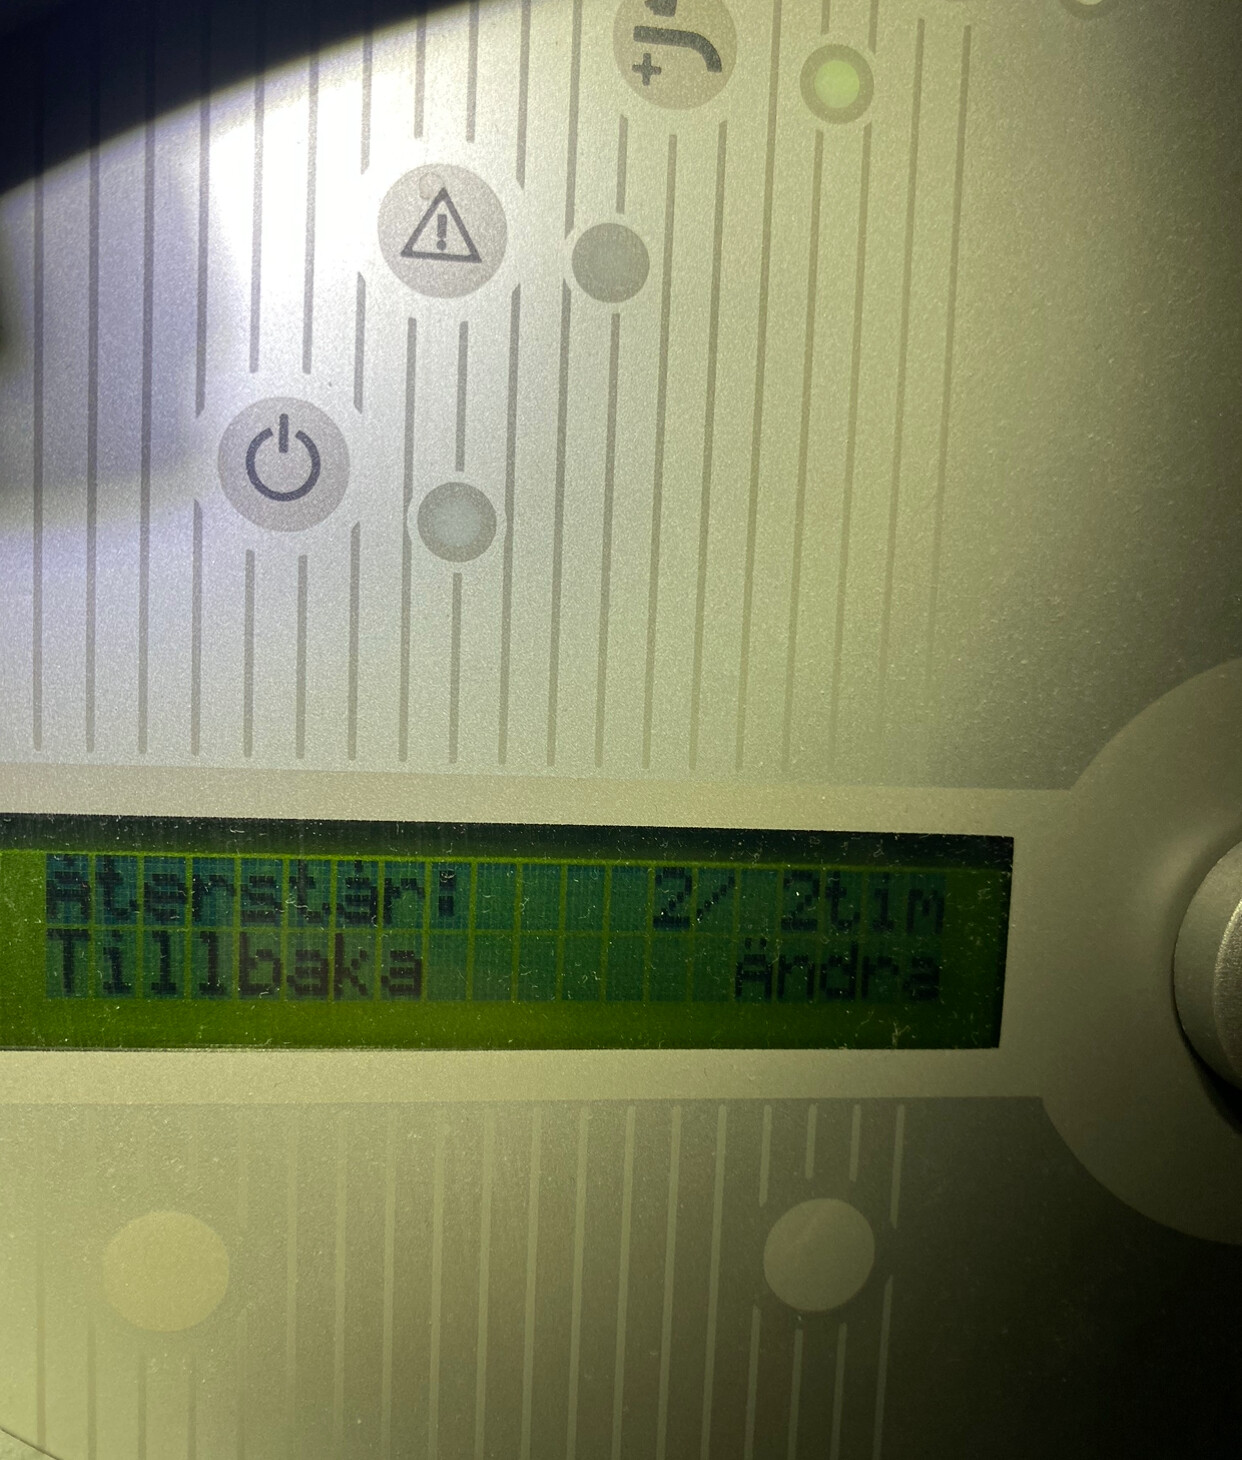 Återstår: 2/ 2tim
Tillbaka Ändra